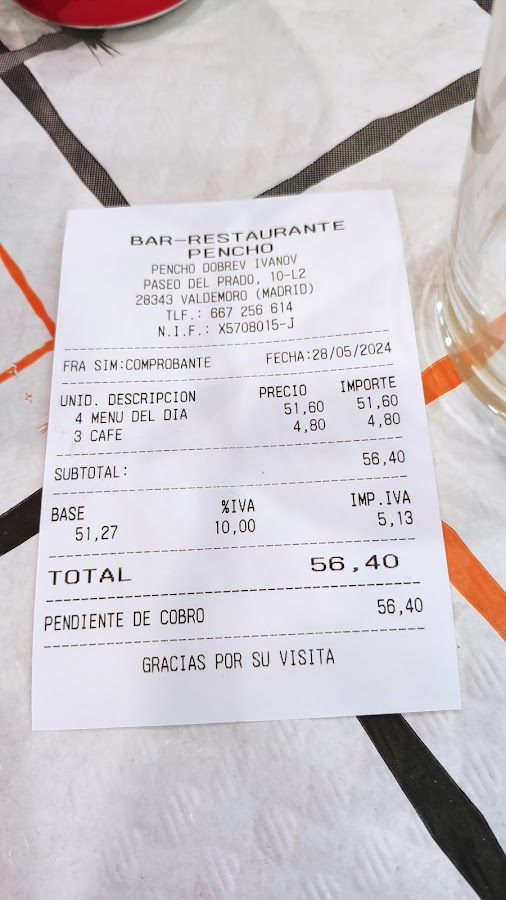 BAR-RESTAURANTE
PENCHO
PENCHO DOBREV IVANOV
PASEO DEL PRADO, 10-L2
28343 VALDEMORO (MADRID)
TLF.: 667 256 614
N.I.F.: X5708015-J
FRA SIM:COMPROBANTE FECHA:28/05/2024
UNID. DESCRIPCION PRECIO IMPORTE
4 MENU DEL DIA 51,60 51,60
3 CAFE 4,80 4,80
SUBTOTAL: 56,40
BASE %IVA IMP.IVA
51,27 10,00 5,13
TOTAL 56,40
PENDIENTE DE COBRO 56,40
GRACIAS POR SU VISITA